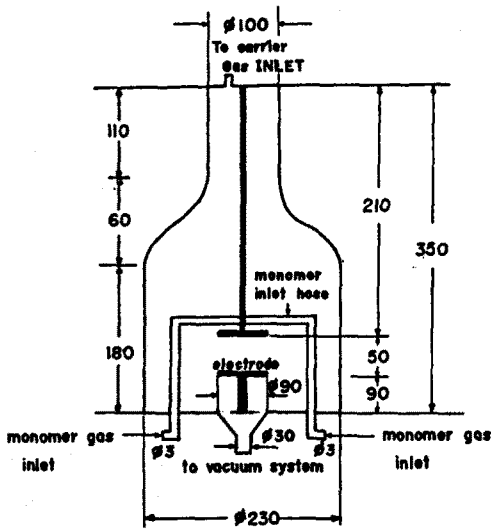 ø100
To carrier
Gas INLET
110
60
180
210
350
monomer
inlet hose
electrode
50
90
ø90
ø30
monomer gas
inlet
ø3
to vacuum system
ø3
monomer gas
inlet
ø230